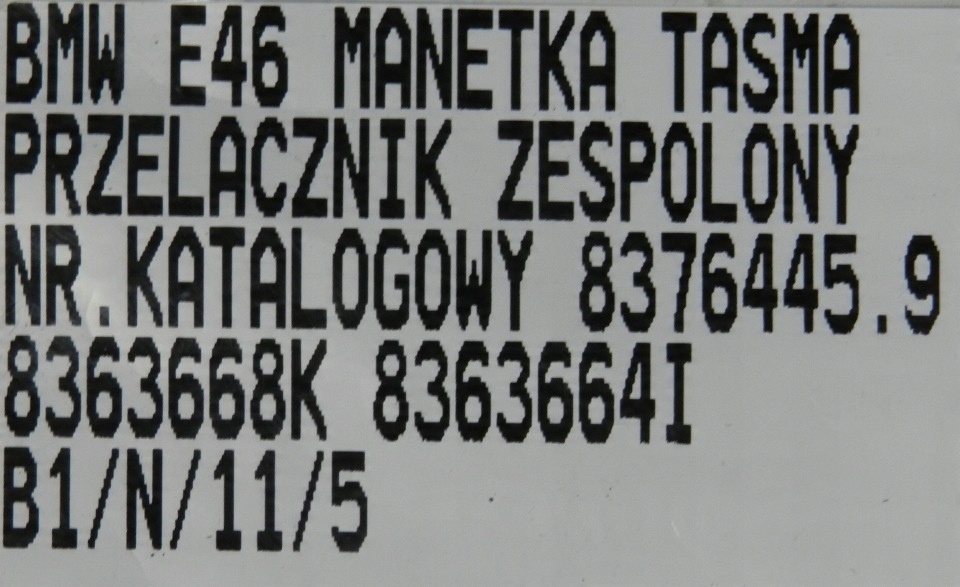 BMW E46 MANETKA TASMA
PRZELACZNIK ZESPOLONY
NR.KATALOGOWY 8376445.9
8363668K 8363664I
B1/N/11/5